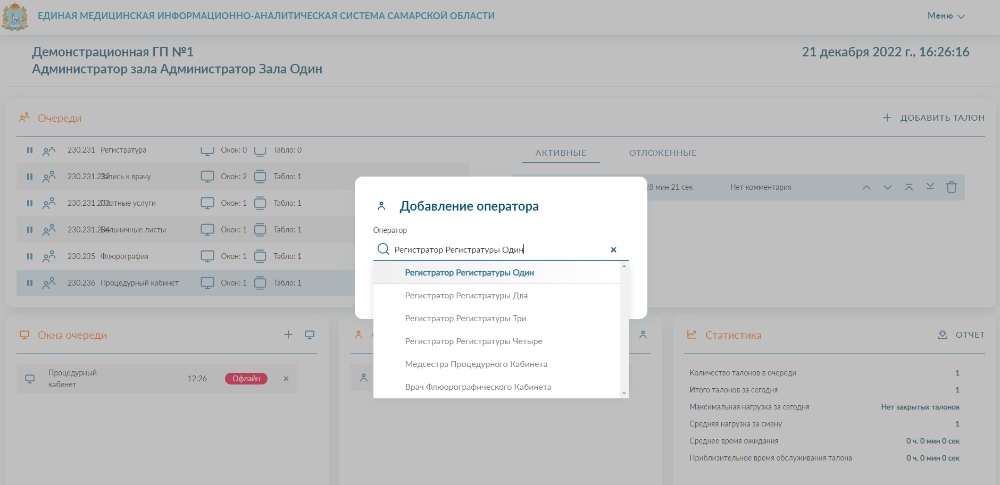 ЕДИНАЯ МЕДИЦИНСКАЯ ИНФОРМАЦИОННО-АНАЛИТИЧЕСКАЯ СИСТЕМА САМАРСКОЙ ОБЛАСТИ
Меню
Демонстрационная ГП №1
21 декабря 2022 г., 16:26:16
Администратор зала Администратор Зала Один
Очереди
ДОБАВИТЬ ТАЛОН
230.231 Регистратура Окон: 0 Табло: 0
230.231.232 Запись к врачу Окон: 2 Табло: 1
230.231.233 Платные услуги Окон: 1 Табло: 1
230.231.234 Больничные листы Окон: 1 Табло: 1
230.235 Флюрография Окон: 1 Табло: 1
230.236 Процедурный кабинет Окон: 1 Табло: 1
АКТИВНЫЕ ОТЛОЖЕННЫЕ
28 мин 21 сек Нет комментария
Добавление оператора
Оператор
Регистратор Регистратуры Один
Регистратор Регистратуры Один
Регистратор Регистратуры Два
Регистратор Регистратуры Три
Регистратор Регистратуры Четыре
Медсестра Процедурного Кабинета
Врач Флюорографического Кабинета
Окна очереди
Процедурный
кабинет
12:26 Офлайн
Статистика
ОТЧЕТ
Количество талонов в очереди 1
Итого талонов за сегодня 1
Максимальная нагрузка за сегодня Нет закрытых талонов
Средняя нагрузка за смену 1
Среднее время ожидания 0 ч. 0 мин 0 сек
Приблизительное время обслуживания талона 0 ч. 0 мин 0 сек